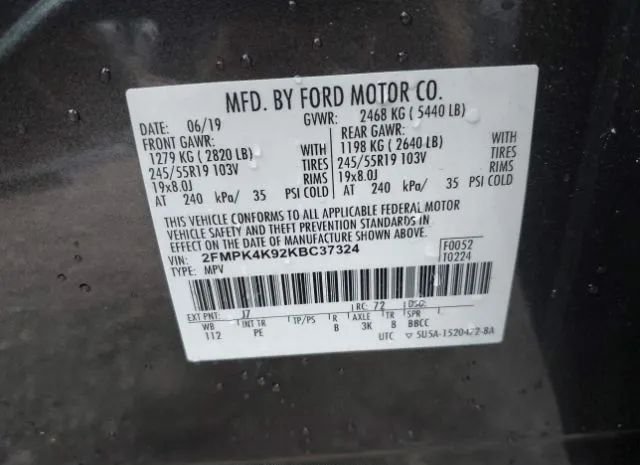 MFD. BY FORD MOTOR CO.
DATE: 06/19 GVWR: 2468 KG ( 5440 LB)
FRONT GAWR: REAR GAWR:
1279 KG ( 2820 LB) WITH 1198 KG ( 2640 LB) WITH
245/55R19 103V TIRES 245/55R19 103V TIRES
19x8.0J RIMS 19x8.0J RIMS
AT 240 kPa/ 35 PSI COLD AT 240 kPa/ 35 PSI COLD
THIS VEHICLE CONFORMS TO ALL APPLICABLE FEDERAL MOTOR
VEHICLE SAFETY AND THEFT PREVENTION STANDARDS IN
EFFECT ON THE DATE OF MANUFACTURE SHOWN ABOVE.
VIN: 2FMPK4K92KBC37324 F0052
TYPE: MPV T0224
EXT PNT: J7 RC: 72 DSO:
WB INT TR TP/PS R AXLE TR SPR
112 PE B 3K 8 BBCC
UTC 5U5A-1520472-8A